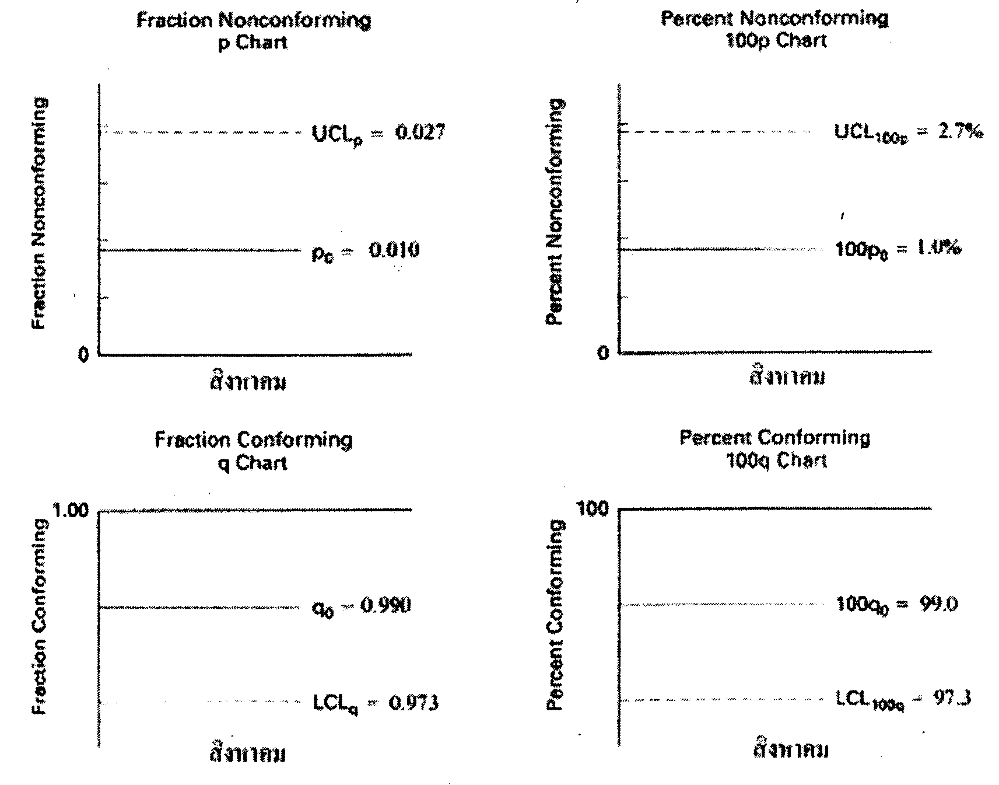 Fraction Nonconforming
p Chart
Fraction Nonconforming
UCLp = 0.027
p0 = 0.010
0
สิงหาคม
Percent Nonconforming
100p Chart
Percent Nonconforming
UCL100p = 2.7%
100p0 = 1.0%
0
สิงหาคม
Fraction Conforming
q Chart
1.00
Fraction Conforming
q0 = 0.990
LCLq = 0.973
สิงหาคม
Percent Conforming
100q Chart
100
Percent Conforming
100q0 = 99.0
LCL100q = 97.3
สิงหาคม